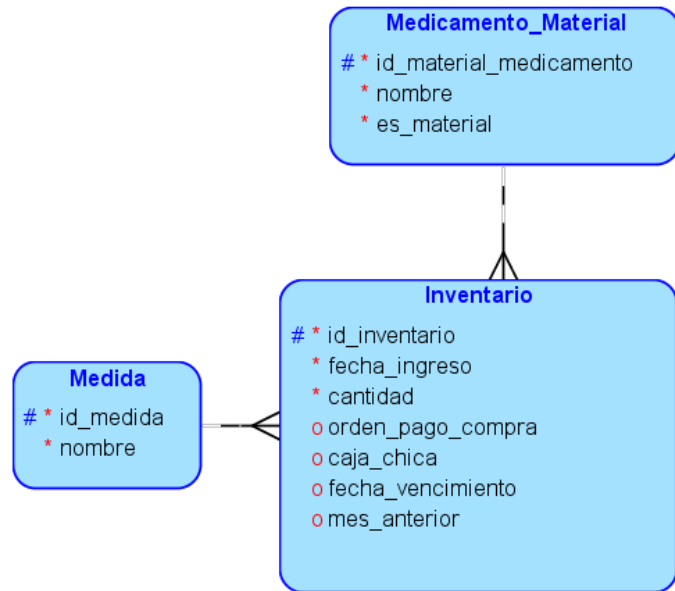 Medicamento_Material
# * id_material_medicamento
* nombre
* es_material
Inventario
# * id_inventario
* fecha_ingreso
* cantidad
o orden_pago_compra
o caja_chica
o fecha_vencimiento
o mes_anterior
Medida
# * id_medida
* nombre